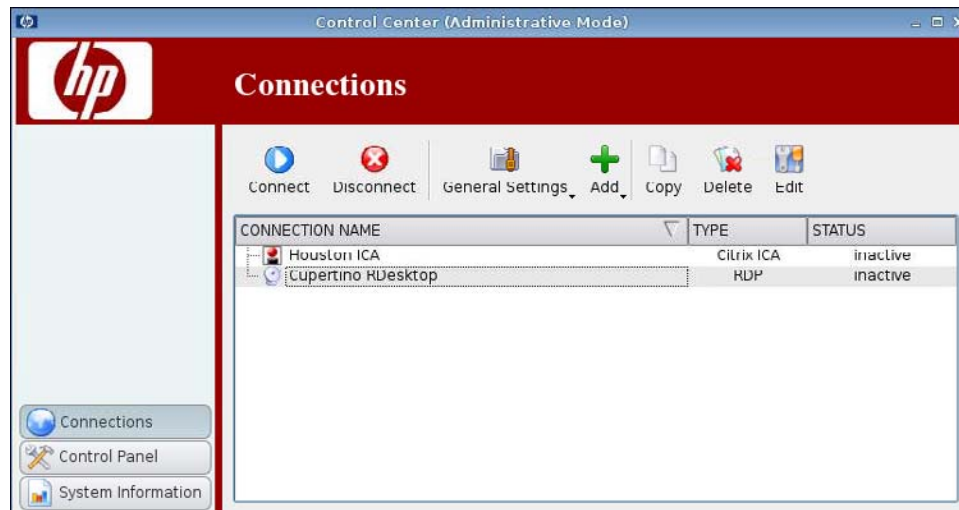 Control Center (Administrative Mode)
hp
Connections
Connect Disconnect General Settings Add Copy Delete Edit
CONNECTION NAME TYPE STATUS
Houston ICA Citrix ICA inactive
Cupertino RDesktop RDP inactive
Connections
Control Panel
System Information